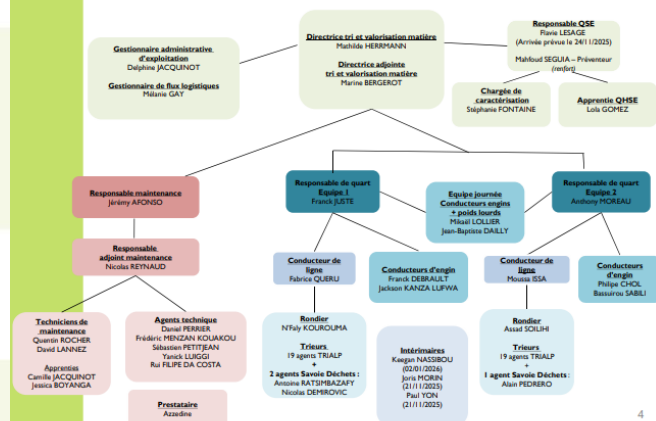 Gestionnaire administrative
d'exploitation
Delphine JACQUINOT
Gestionnaire de flux logistiques
Mélanie GAY
Directrice tri et valorisation matière
Mathilde HERRMANN
Directrice adjointe
tri et valorisation matière
Marine BERGEROT
Responsable QSE
Flavie LESAGE
(Arrivée prévue le 24/11/2025)
Mahfoud SEGUIA – Préventeur
(renfort)
Chargée de
caractérisation
Stéphanie FONTAINE
Apprentie QHSE
Lola GOMEZ
Responsable maintenance
Jérémy AFONSO
Responsable de quart
Equipe 1
Franck JUSTE
Equipe journée
Conducteurs engins
+ poids lourds
Mikaël LOLLIER
Jean-Baptiste DAILLY
Responsable de quart
Equipe 2
Anthony MOREAU
Responsable
adjoint maintenance
Nicolas REYNAUD
Conducteur de
ligne
Fabrice QUERU
Conducteurs d'engin
Franck DEBRAULT
Jackson KANZA LUFWA
Conducteur de
ligne
Moussa ISSA
Conducteurs
d'engin
Philipe CHOL
Bassuirou SABILI
Techniciens de
maintenance
Quentin ROCHER
David LANNEZ
Apprenties
Camille JACQUINOT
Jessica BOYANGA
Agents technique
Daniel PERRIER
Frédéric MENZAN KOUAKOU
Sébastien PETITJEAN
Yanick LUIGGI
Rui FILIPE DA COSTA
Prestataire
Azzedine
Rondier
N'Faly KOUROUMA
Trieurs
19 agents TRIALP
+
2 agents Savoie Déchets :
Antoine RATSIMBAZAFY
Nicolas DEMIROVIC
Intérimaires
Keegan NASSIBOU
(02/01/2026)
Joris MORIN
(21/11/2025)
Paul YON
(21/11/2025)
Rondier
Assad SOILIHI
Trieurs
19 agents TRIALP
+
1 agent Savoie Déchets :
Alain PEDRERO
4